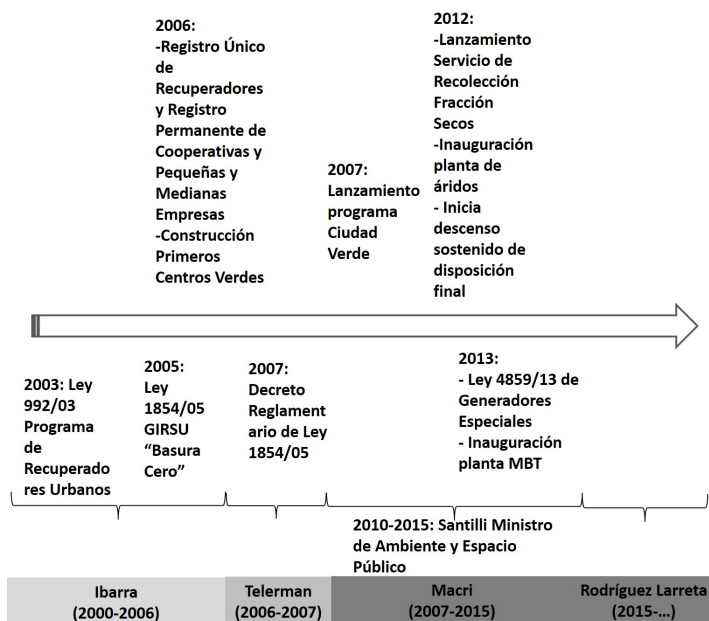 2006:
-Registro Único
de
Recuperadores
y Registro
Permanente de
Cooperativas y
Pequeñas y
Medianas
Empresas
-Construcción
Primeros
Centros Verdes
2007:
Lanzamiento
programa
Ciudad
Verde
2012:
-Lanzamiento
Servicio de
Recolección
Fracción
Secos
-Inauguración
planta de
áridos
- Inicia
descenso
sostenido de
disposición
final
2003: Ley
992/03
Programa
de
Recuperado
res Urbanos
2005:
Ley
1854/05
GIRSU
“Basura
Cero”
2007:
Decreto
Reglament
ario de Ley
1854/05
2013:
- Ley 4859/13 de
Generadores
Especiales
- Inauguración
planta MBT
2010-2015: Santilli Ministro
de Ambiente y Espacio
Público
Ibarra
(2000-2006)
Telerman
(2006-2007)
Macri
(2007-2015)
Rodríguez Larreta
(2015-...)